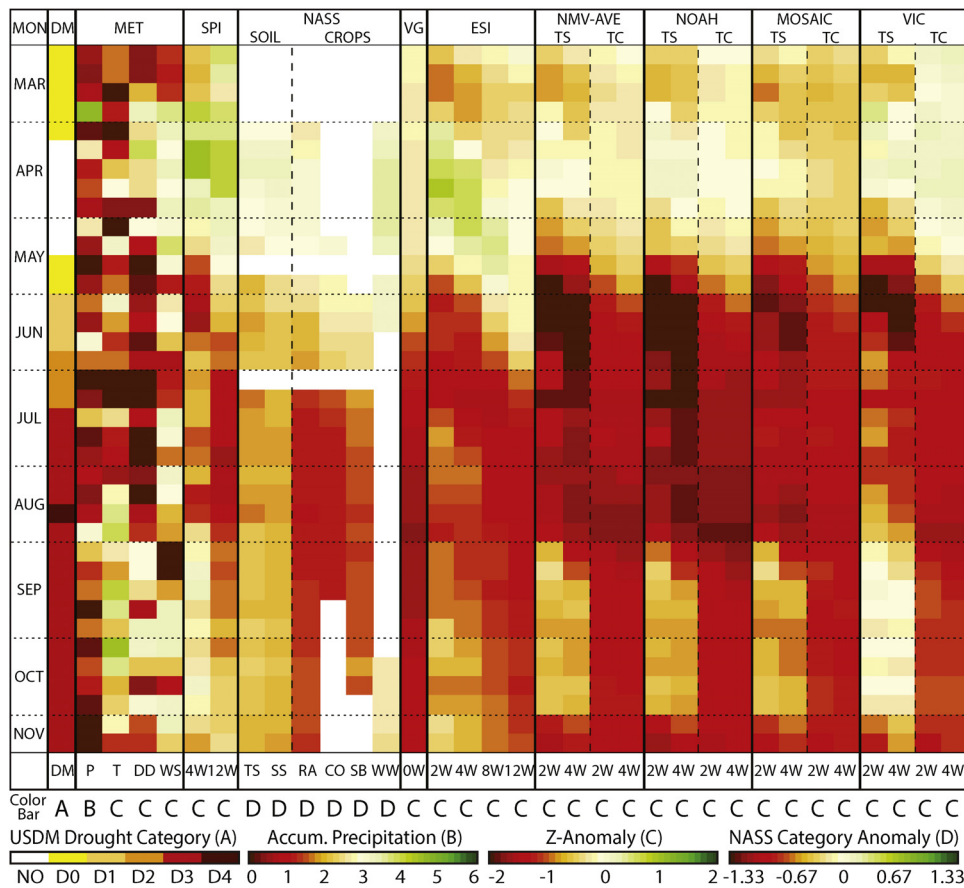 MON DM MET SPI NASS VG ESI NMV-AVE NOAH MOSAIC VIC
SOIL CROPS TS TC TS TC TS TC TS TC
MAR
APR
MAY
JUN
JUL
AUG
SEP
OCT
NOV
DM P T DD WS 4W 12W TS SS RA CO SB WW 0W 2W 4W 8W 12W 2W 4W 2W 4W 2W 4W 2W 4W 2W 4W 2W 4W 2W 4W 2W 4W
Color Bar A B C C C C C D D D D D D C C C C C C C C C C C C C C C C C C C C C
USDM Drought Category (A) Accum. Precipitation (B) Z-Anomaly (C) NASS Category Anomaly (D)
NO D0 D1 D2 D3 D4 0 1 2 3 4 5 6 -2 -1 0 1 2 -1.33 -0.67 0 0.67 1.33